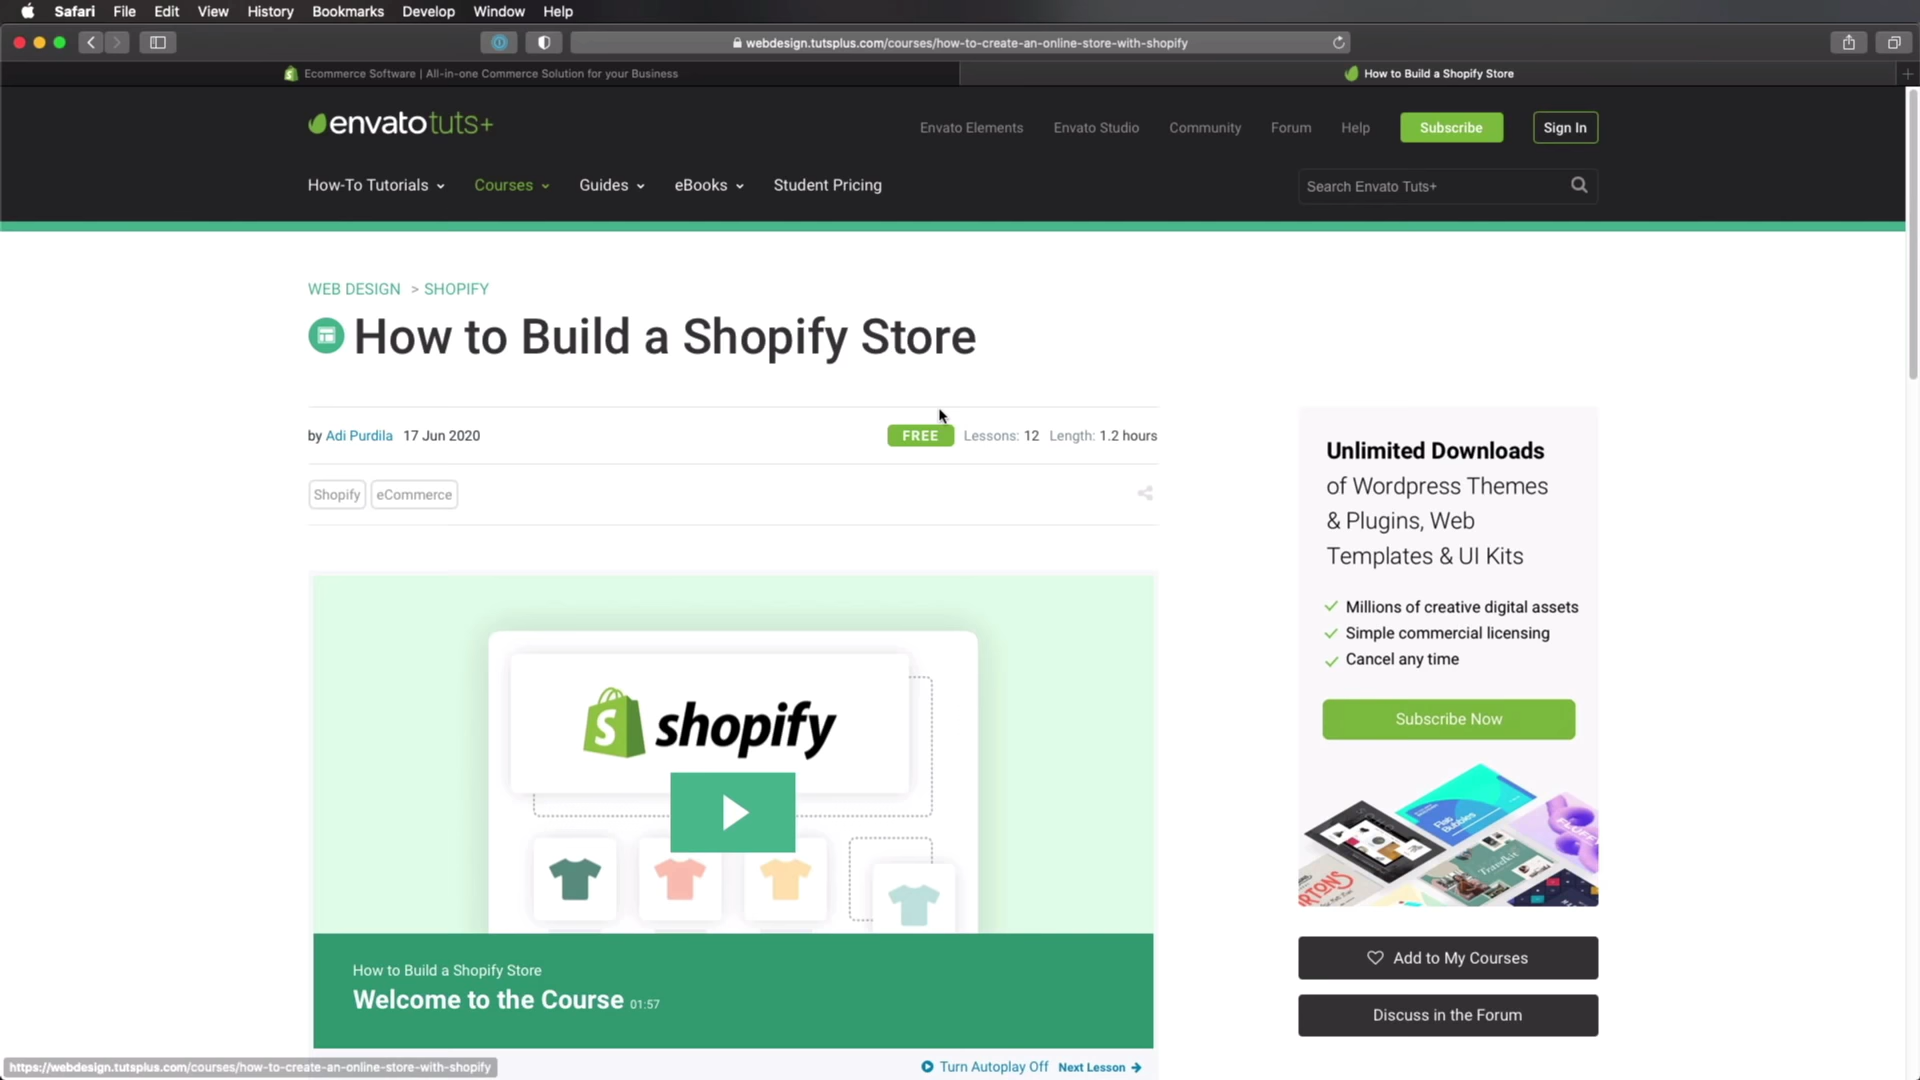 Safari File Edit View History Bookmarks Develop Window Help
webdesign.tutsplus.com/courses/how-to-create-an-online-store-with-shopify
Ecommerce Software | All-in-one Commerce Solution for your Business
How to Build a Shopify Store
envatotuts+
Envato Elements Envato Studio Community Forum Help Subscribe Sign In
How-To Tutorials Courses Guides eBooks Student Pricing
Search Envato Tuts+
WEB DESIGN > SHOPIFY
How to Build a Shopify Store
by Adi Purdila 17 Jun 2020
FREE Lessons: 12 Length: 1.2 hours
Shopify eCommerce
S shopify
How to Build a Shopify Store
Welcome to the Course 01:57
Turn Autoplay Off Next Lesson
Unlimited Downloads
of Wordpress Themes
& Plugins, Web
Templates & UI Kits
Millions of creative digital assets
Simple commercial licensing
Cancel any time
Subscribe Now
Flat
Bubbles
Add to My Courses
Discuss in the Forum
https://webdesign.tutsplus.com/courses/how-to-create-an-online-store-with-shopify